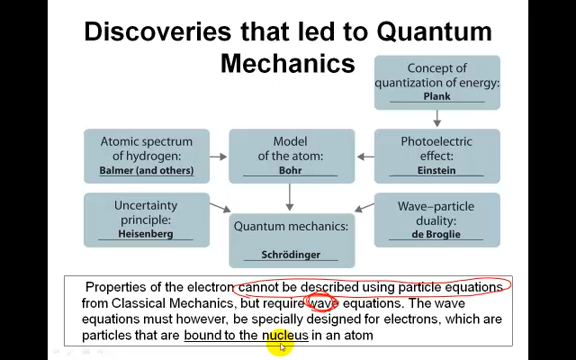 Discoveries that led to Quantum
Mechanics
Concept of
quantization of energy:
Plank
Atomic spectrum
of hydrogen:
Balmer (and others)
Model
of the atom:
Bohr
Photoelectric
effect:
Einstein
Uncertainty
principle:
Heisenberg
Quantum mechanics:
Schrödinger
Wave–particle
duality:
de Broglie
Properties of the electron cannot be described using particle equations
from Classical Mechanics, but require wave equations. The wave
equations must however, be specially designed for electrons, which are
particles that are bound to the nucleus in an atom